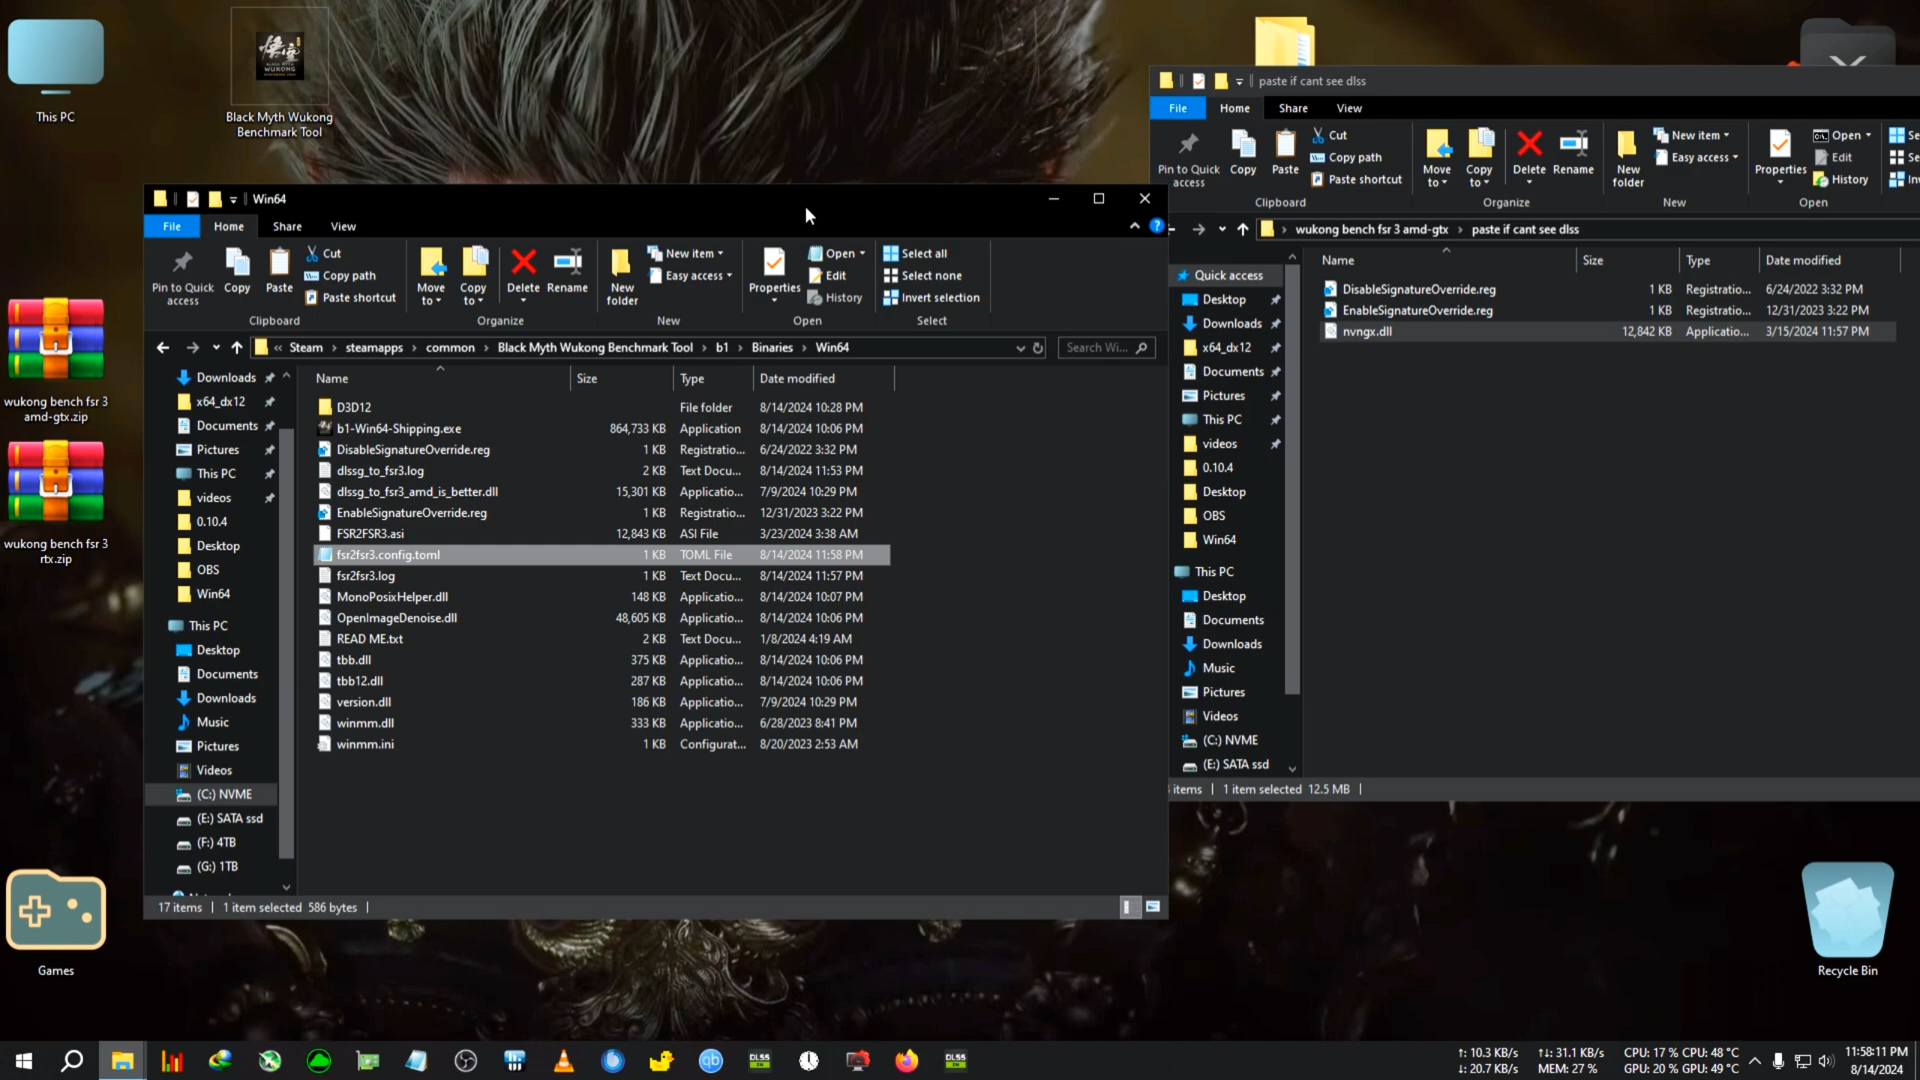 This PC
悟空
BLACK MYTH
WUKONG
Black Myth Wukong
Benchmark Tool
wukong bench fsr 3
amd-gtx.zip
wukong bench fsr 3
rtx.zip
Games
Recycle Bin
Win64
File
Home
Share
View
Pin to Quick
access
Copy
Paste
Cut
Copy path
Paste shortcut
Clipboard
Move
to
Copy
to
Delete
Rename
Organize
New
folder
New item
Easy access
New
Properties
Open
Edit
History
Open
Select all
Select none
Invert selection
Select
« Steam > steamapps > common > Black Myth Wukong Benchmark Tool > b1 > Binaries > Win64
Search Wi...
Downloads
x64_dx12
Documents
Pictures
This PC
videos
0.10.4
Desktop
OBS
Win64
This PC
Desktop
Documents
Downloads
Music
Pictures
Videos
(C:) NVME
(E:) SATA ssd
(F:) 4TB
(G:) 1TB
Name Size Type Date modified
D3D12 File folder 8/14/2024 10:28 PM
b1-Win64-Shipping.exe 864,733 KB Application 8/14/2024 10:06 PM
DisableSignatureOverride.reg 1 KB Registratio... 6/24/2022 3:32 PM
dlssg_to_fsr3.log 2 KB Text Docu... 8/14/2024 11:53 PM
dlssg_to_fsr3_amd_is_better.dll 15,301 KB Applicatio... 7/9/2024 10:29 PM
EnableSignatureOverride.reg 1 KB Registratio... 12/31/2023 3:22 PM
FSR2FSR3.asi 12,843 KB ASI File 3/23/2024 3:38 AM
fsr2fsr3.config.toml 1 KB TOML File 8/14/2024 11:58 PM
fsr2fsr3.log 1 KB Text Docu... 8/14/2024 11:57 PM
MonoPosixHelper.dll 148 KB Applicatio... 8/14/2024 10:07 PM
OpenImageDenoise.dll 48,605 KB Applicatio... 8/14/2024 10:06 PM
READ ME.txt 2 KB Text Docu... 1/8/2024 4:19 AM
tbb.dll 375 KB Applicatio... 8/14/2024 10:06 PM
tbb12.dll 287 KB Applicatio... 8/14/2024 10:06 PM
version.dll 186 KB Applicatio... 7/9/2024 10:29 PM
winmm.dll 333 KB Applicatio... 6/28/2023 8:41 PM
winmm.ini 1 KB Configurat... 8/20/2023 2:53 AM
17 items | 1 item selected 586 bytes |
paste if cant see dlss
File
Home
Share
View
Pin to Quick
access
Copy
Paste
Cut
Copy path
Paste shortcut
Clipboard
Move
to
Copy
to
Delete
Rename
Organize
New
folder
New item
Easy access
New
Properties
Open
Edit
History
Open
Se
Se
Inv
> wukong bench fsr 3 amd-gtx > paste if cant see dlss
Quick access
Desktop
Downloads
x64_dx12
Documents
Pictures
This PC
videos
0.10.4
Desktop
OBS
Win64
This PC
Desktop
Documents
Downloads
Music
Pictures
Videos
(C:) NVME
(E:) SATA ssd
Name Size Type Date modified
DisableSignatureOverride.reg 1 KB Registratio... 6/24/2022 3:32 PM
EnableSignatureOverride.reg 1 KB Registratio... 12/31/2023 3:22 PM
nvngx.dll 12,842 KB Applicatio... 3/15/2024 11:57 PM
items | 1 item selected 12.5 MB |
qb
DLSS
DLSS
↑: 10.3 KB/s
↓: 20.7 KB/s
↑↓: 31.1 KB/s
MEM: 27 %
CPU: 17 % CPU: 48 °C
GPU: 20 % GPU: 49 °C
11:58:11 PM
8/14/2024